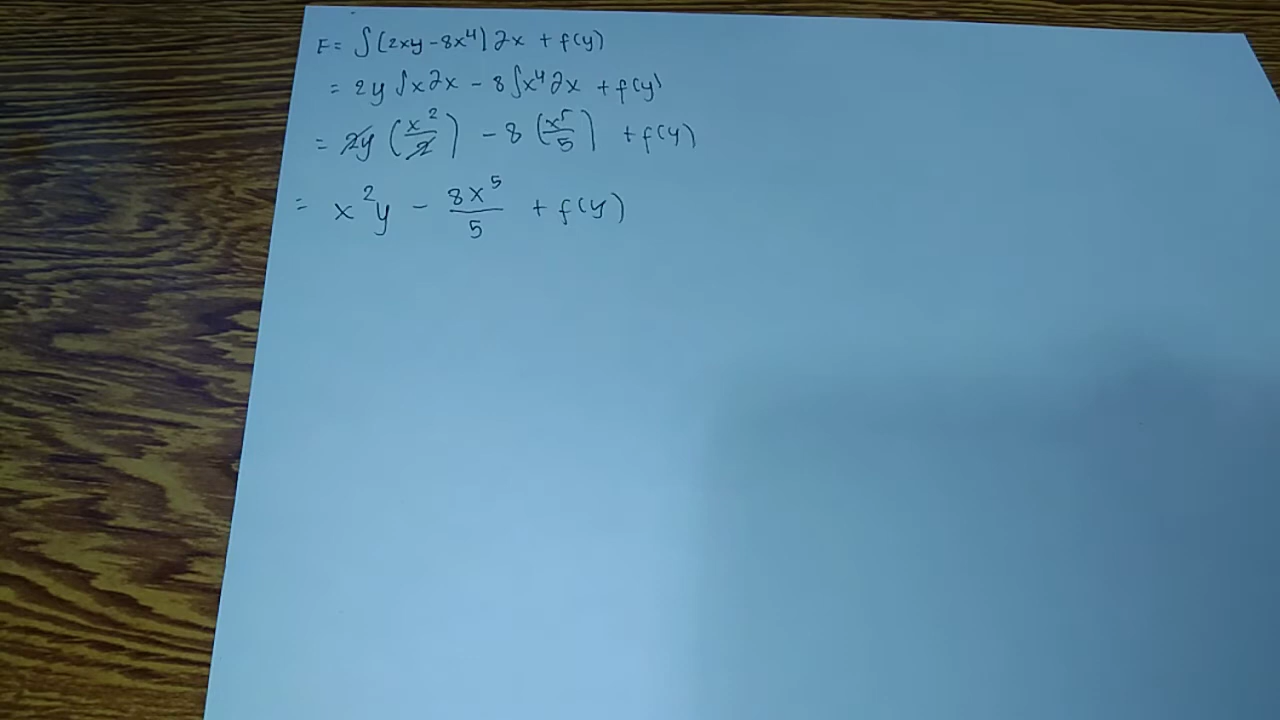 F = ∫(2xy - 8x⁴) ∂x + f(y)
= 2y ∫x ∂x - 8 ∫x⁴ ∂x + f(y)
= 2y (x²/2) - 8 (x⁵/5) + f(y)
= x²y - 8x⁵/5 + f(y)